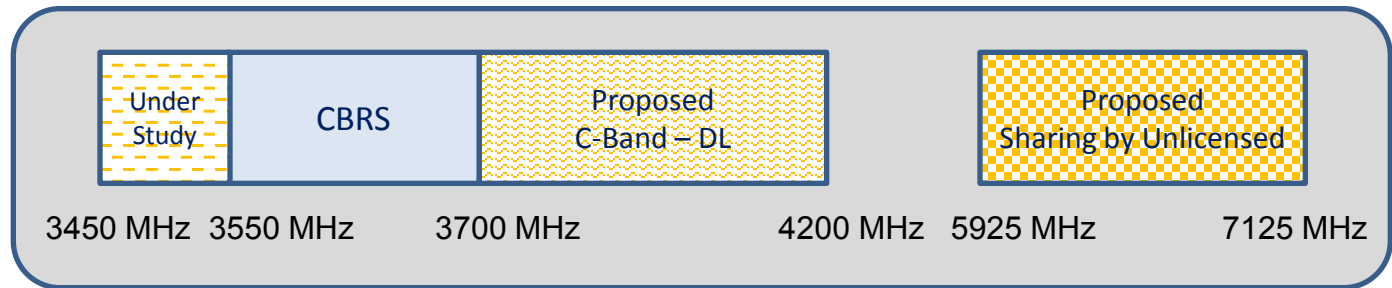 Under
Study
CBRS
Proposed
C-Band – DL
Proposed
Sharing by Unlicensed
3450 MHz 3550 MHz 3700 MHz 4200 MHz 5925 MHz 7125 MHz